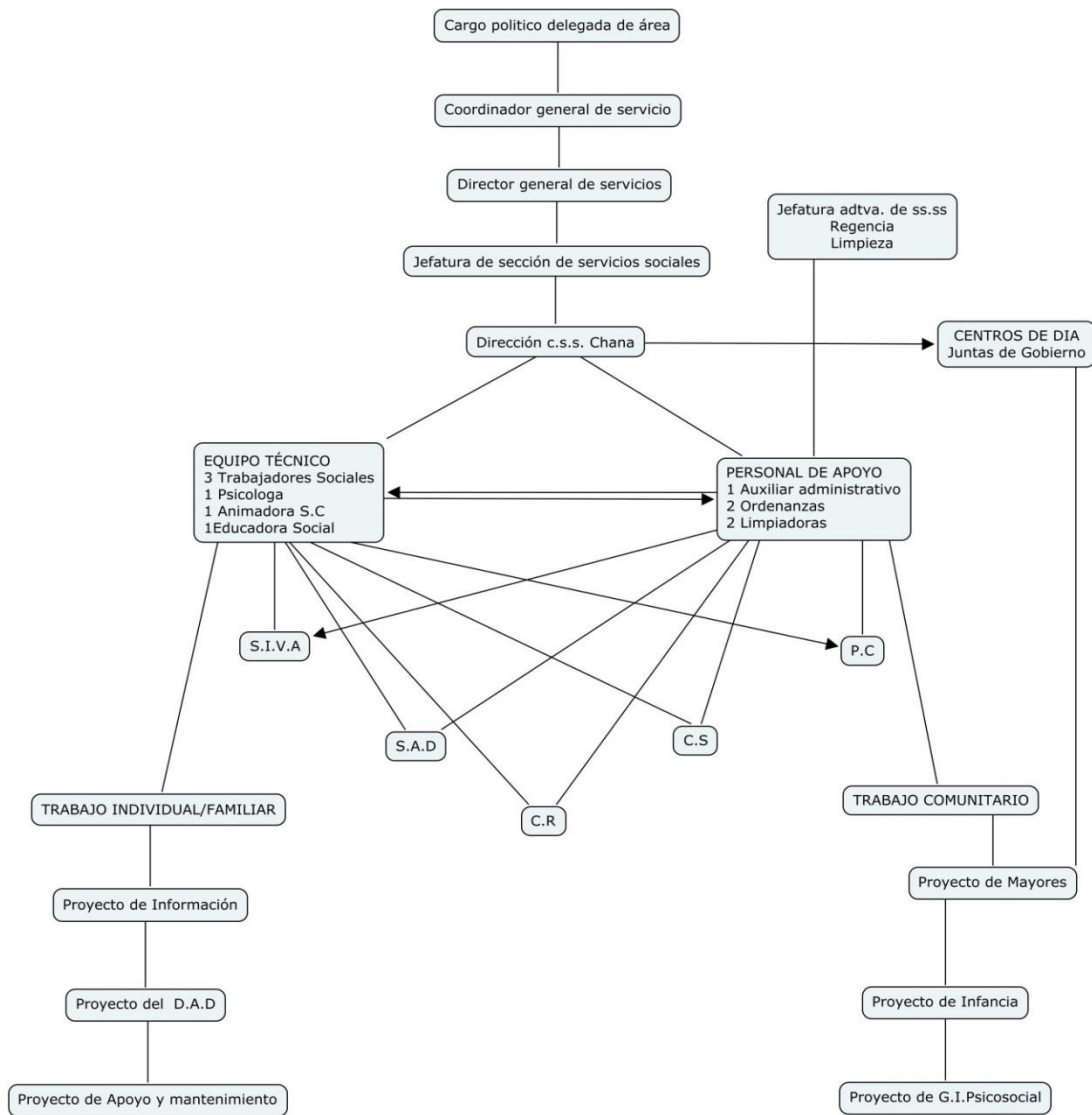 Cargo politico delegada de área
Coordinador general de servicio
Director general de servicios
Jefatura adtva. de ss.ss
Regencia
Limpieza
Jefatura de sección de servicios sociales
Dirección c.s.s. Chana
CENTROS DE DIA
Juntas de Gobierno
EQUIPO TÉCNICO
3 Trabajadores Sociales
1 Psicologa
1 Animadora S.C
1Educadora Social
PERSONAL DE APOYO
1 Auxiliar administrativo
2 Ordenanzas
2 Limpiadoras
S.I.V.A
P.C
S.A.D
C.S
C.R
TRABAJO INDIVIDUAL/FAMILIAR
TRABAJO COMUNITARIO
Proyecto de Información
Proyecto de Mayores
Proyecto del D.A.D
Proyecto de Infancia
Proyecto de Apoyo y mantenimiento
Proyecto de G.I.Psicosocial